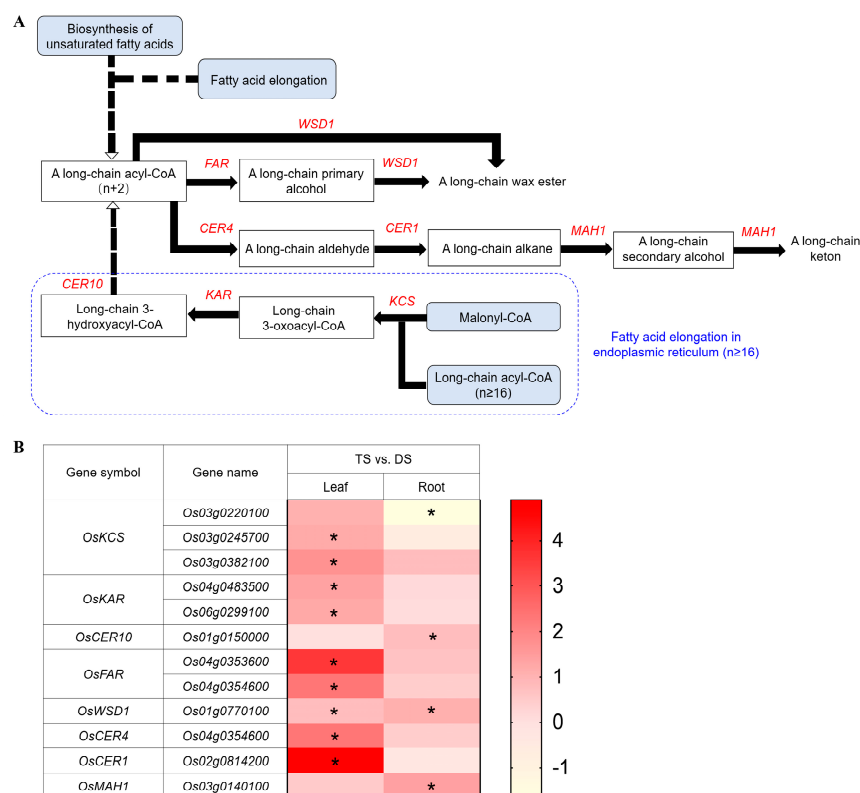 A
Biosynthesis of
unsaturated fatty acids
Fatty acid elongation
WSD1
A long-chain acyl-CoA
(n+2)
FAR
A long-chain primary
alcohol
WSD1
A long-chain wax ester
CER4
A long-chain aldehyde
CER1
A long-chain alkane
MAH1
A long-chain
secondary alcohol
MAH1
A long-chain
keton
CER10
Long-chain 3-
hydroxyacyl-CoA
KAR
Long-chain
3-oxoacyl-CoA
KCS
Malonyl-CoA
Long-chain acyl-CoA
(n≥16)
Fatty acid elongation in
endoplasmic reticulum (n≥16)
B
Gene symbol Gene name TS vs. DS
Leaf Root
OsKCS
Os03g0220100 *
Os03g0245700 *
Os03g0382100 *
OsKAR
Os04g0483500 *
Os06g0299100 *
OsCER10 Os01g0150000 *
OsFAR
Os04g0353600 *
Os04g0354600 *
OsWSD1 Os01g0770100 * *
OsCER4 Os04g0354600 *
OsCER1 Os02g0814200 *
OsMAH1 Os03g0140100 *
4
3
2
1
0
-1